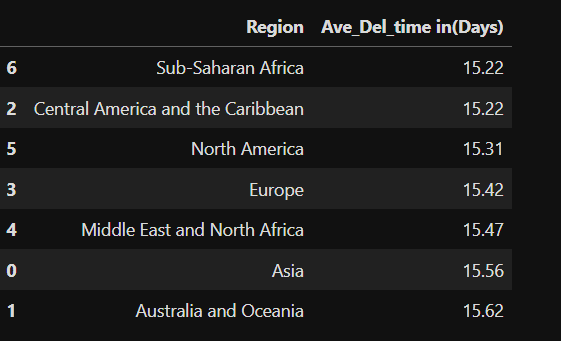 Region Ave_Del_time in(Days)
6 Sub-Saharan Africa 15.22
2 Central America and the Caribbean 15.22
5 North America 15.31
3 Europe 15.42
4 Middle East and North Africa 15.47
0 Asia 15.56
1 Australia and Oceania 15.62